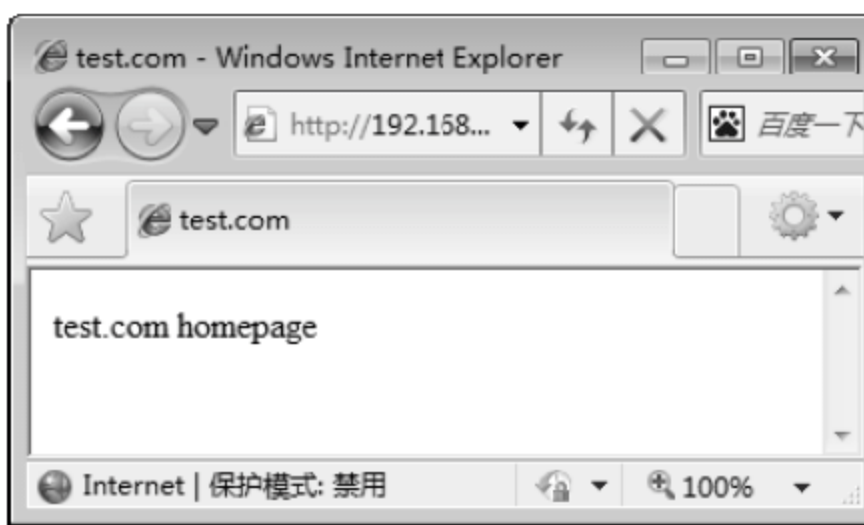 test.com - Windows Internet Explorer
http://192.168...
百度一下
test.com
test.com homepage
Internet | 保护模式: 禁用
100%